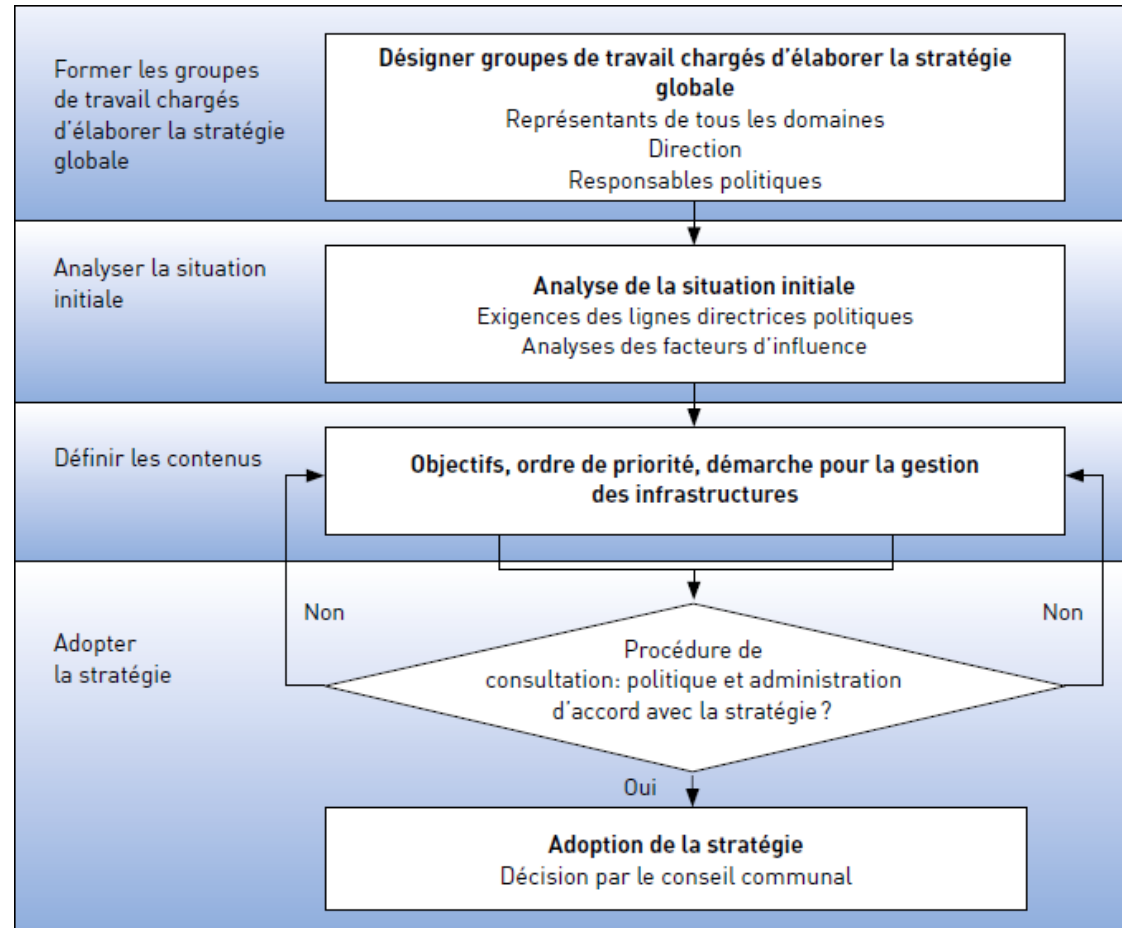 Former les groupes
de travail chargés
d'élaborer la stratégie
globale
Désigner groupes de travail chargés d'élaborer la stratégie
globale
Représentants de tous les domaines
Direction
Responsables politiques
Analyser la situation
initiale
Analyse de la situation initiale
Exigences des lignes directrices politiques
Analyses des facteurs d'influence
Définir les contenus
Objectifs, ordre de priorité, démarche pour la gestion
des infrastructures
Adopter
la stratégie
Non
Non
Procédure de
consultation: politique et administration
d'accord avec la stratégie ?
Oui
Adoption de la stratégie
Décision par le conseil communal